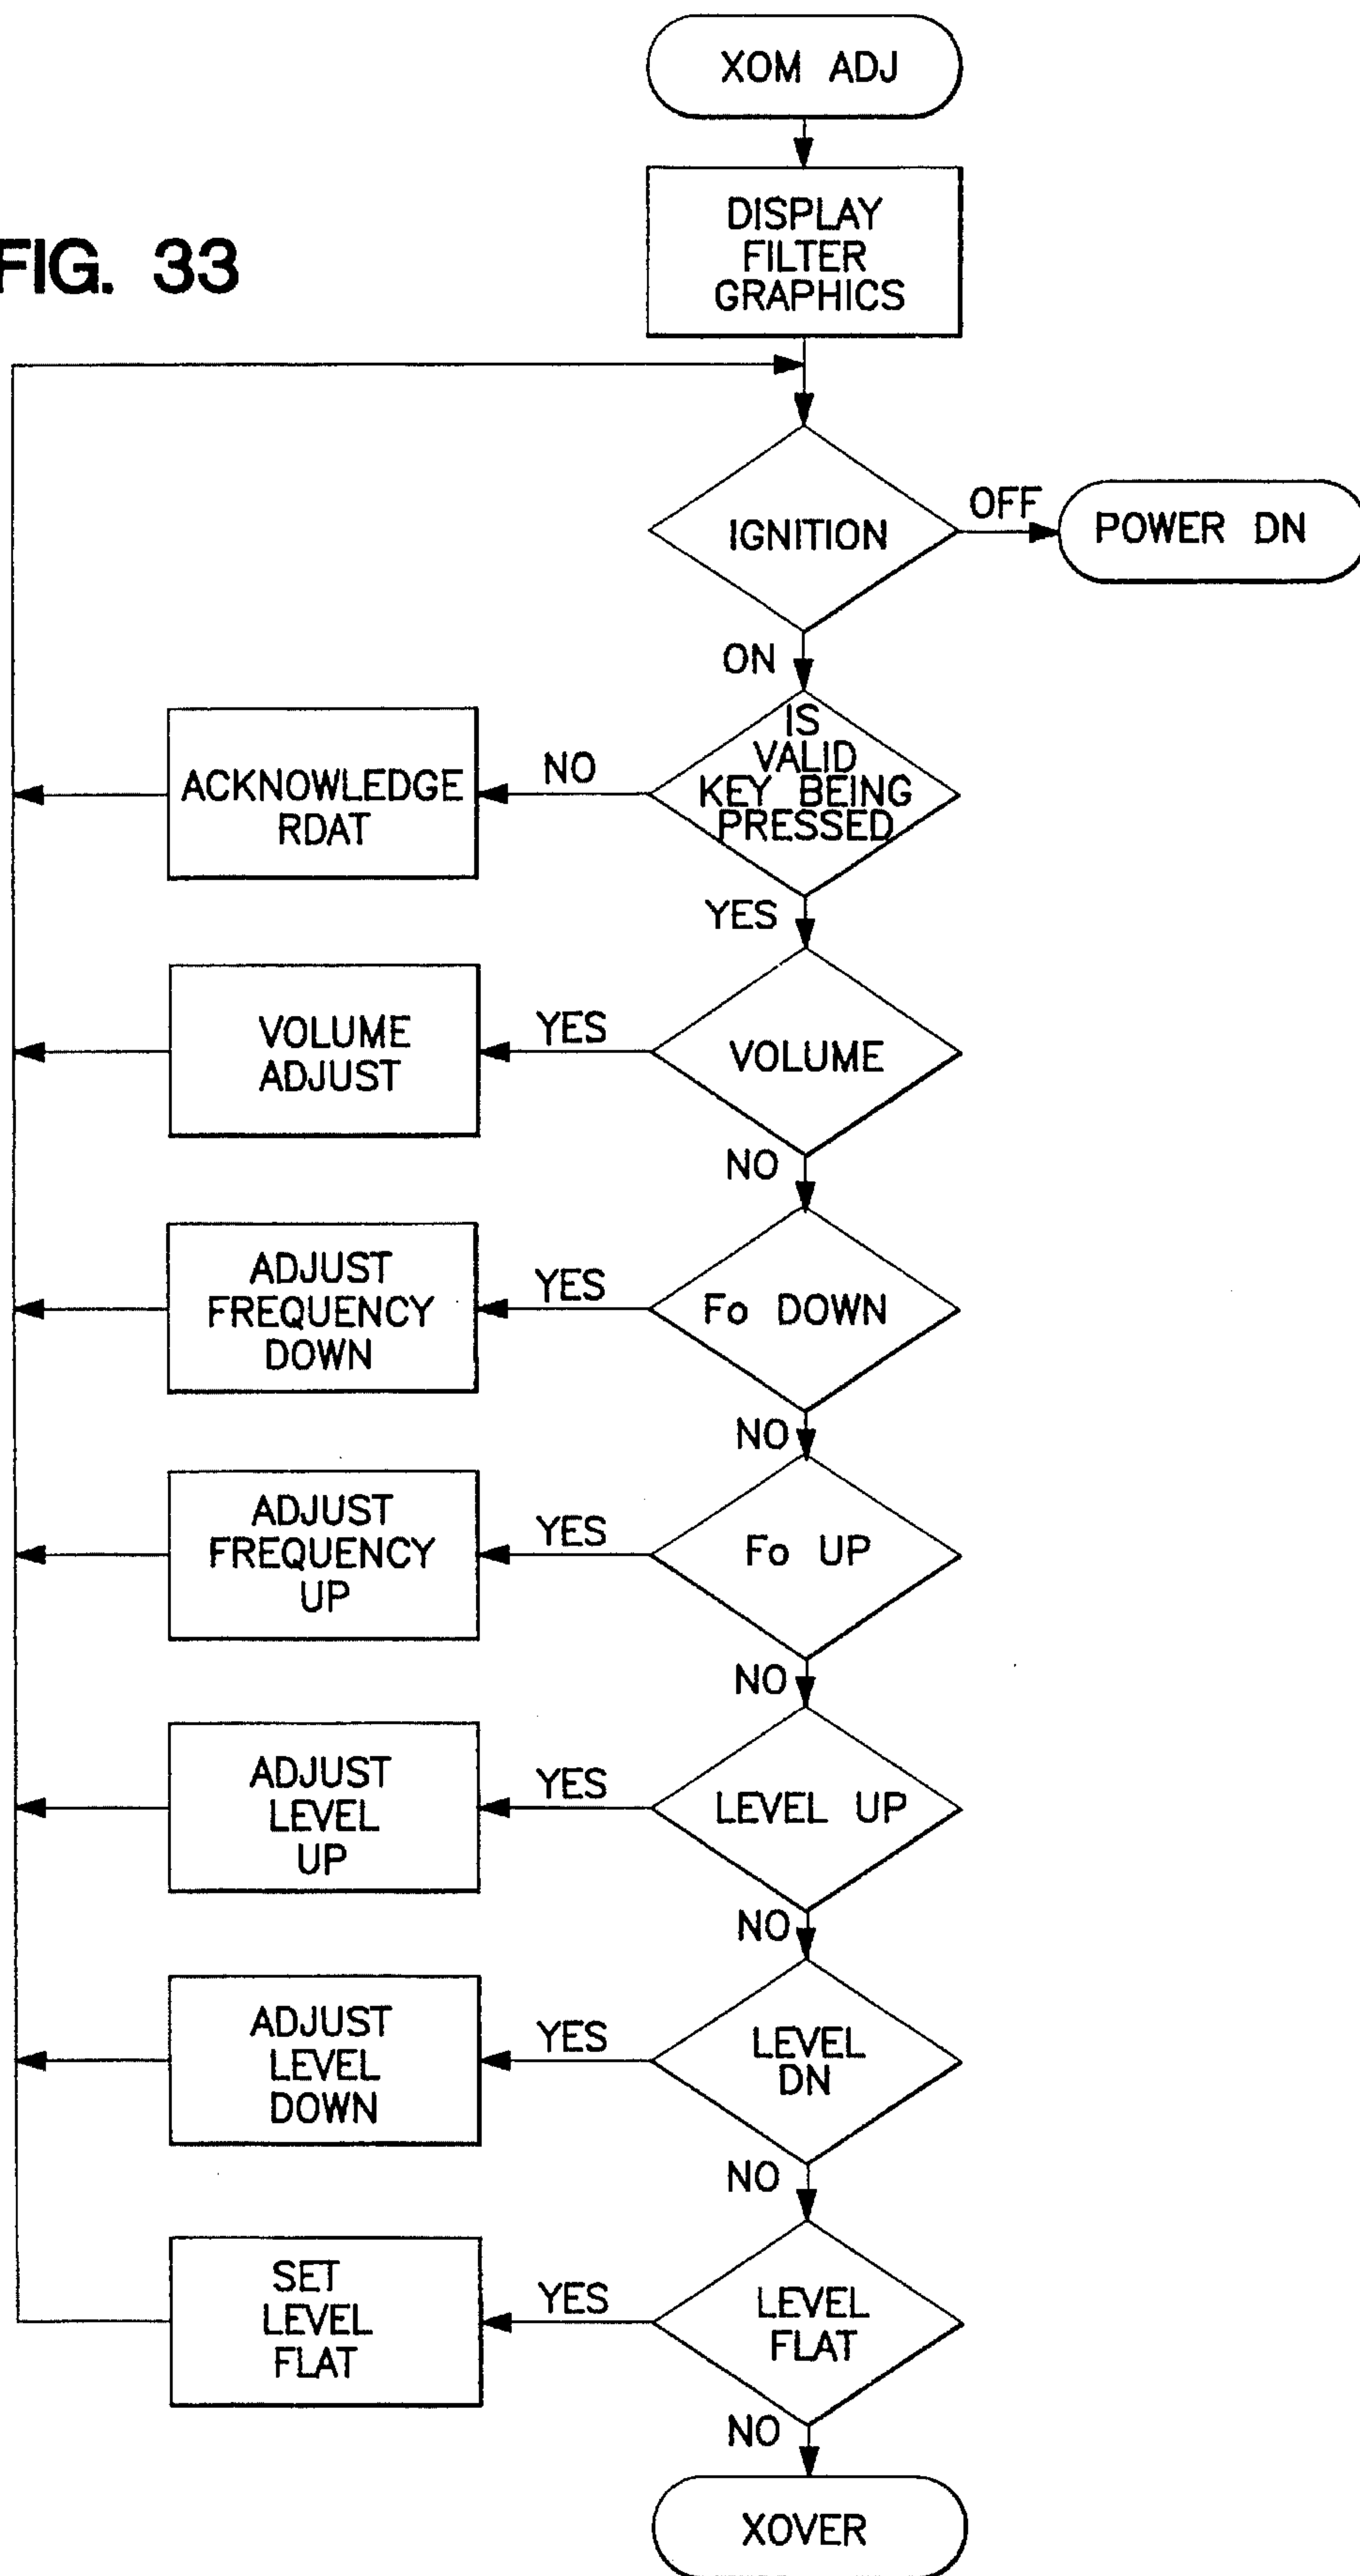 XOM ADJ
DISPLAY
FILTER
GRAPHICS
FIG. 33
IGNITION
OFF
POWER DN
ON
IS
VALID
KEY BEING
PRESSED
NO
ACKNOWLEDGE
RDAT
YES
VOLUME
YES
VOLUME
ADJUST
NO
Fo DOWN
YES
ADJUST
FREQUENCY
DOWN
NO
Fo UP
YES
ADJUST
FREQUENCY
UP
NO
LEVEL UP
YES
ADJUST
LEVEL
UP
NO
LEVEL
DN
YES
ADJUST
LEVEL
DOWN
NO
LEVEL
FLAT
YES
SET
LEVEL
FLAT
NO
XOVER